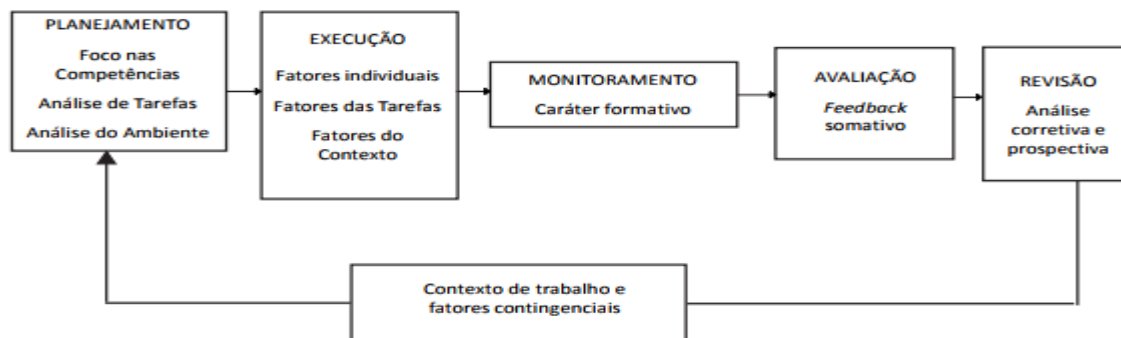 PLANEJAMENTO
Foco nas
Competências
Análise de Tarefas
Análise do Ambiente
EXECUÇÃO
Fatores individuais
Fatores das Tarefas
Fatores do
Contexto
MONITORAMENTO
Caráter formativo
AVALIAÇÃO
Feedback
somativo
REVISÃO
Análise
corretiva e
prospectiva
Contexto de trabalho e
fatores contingenciais